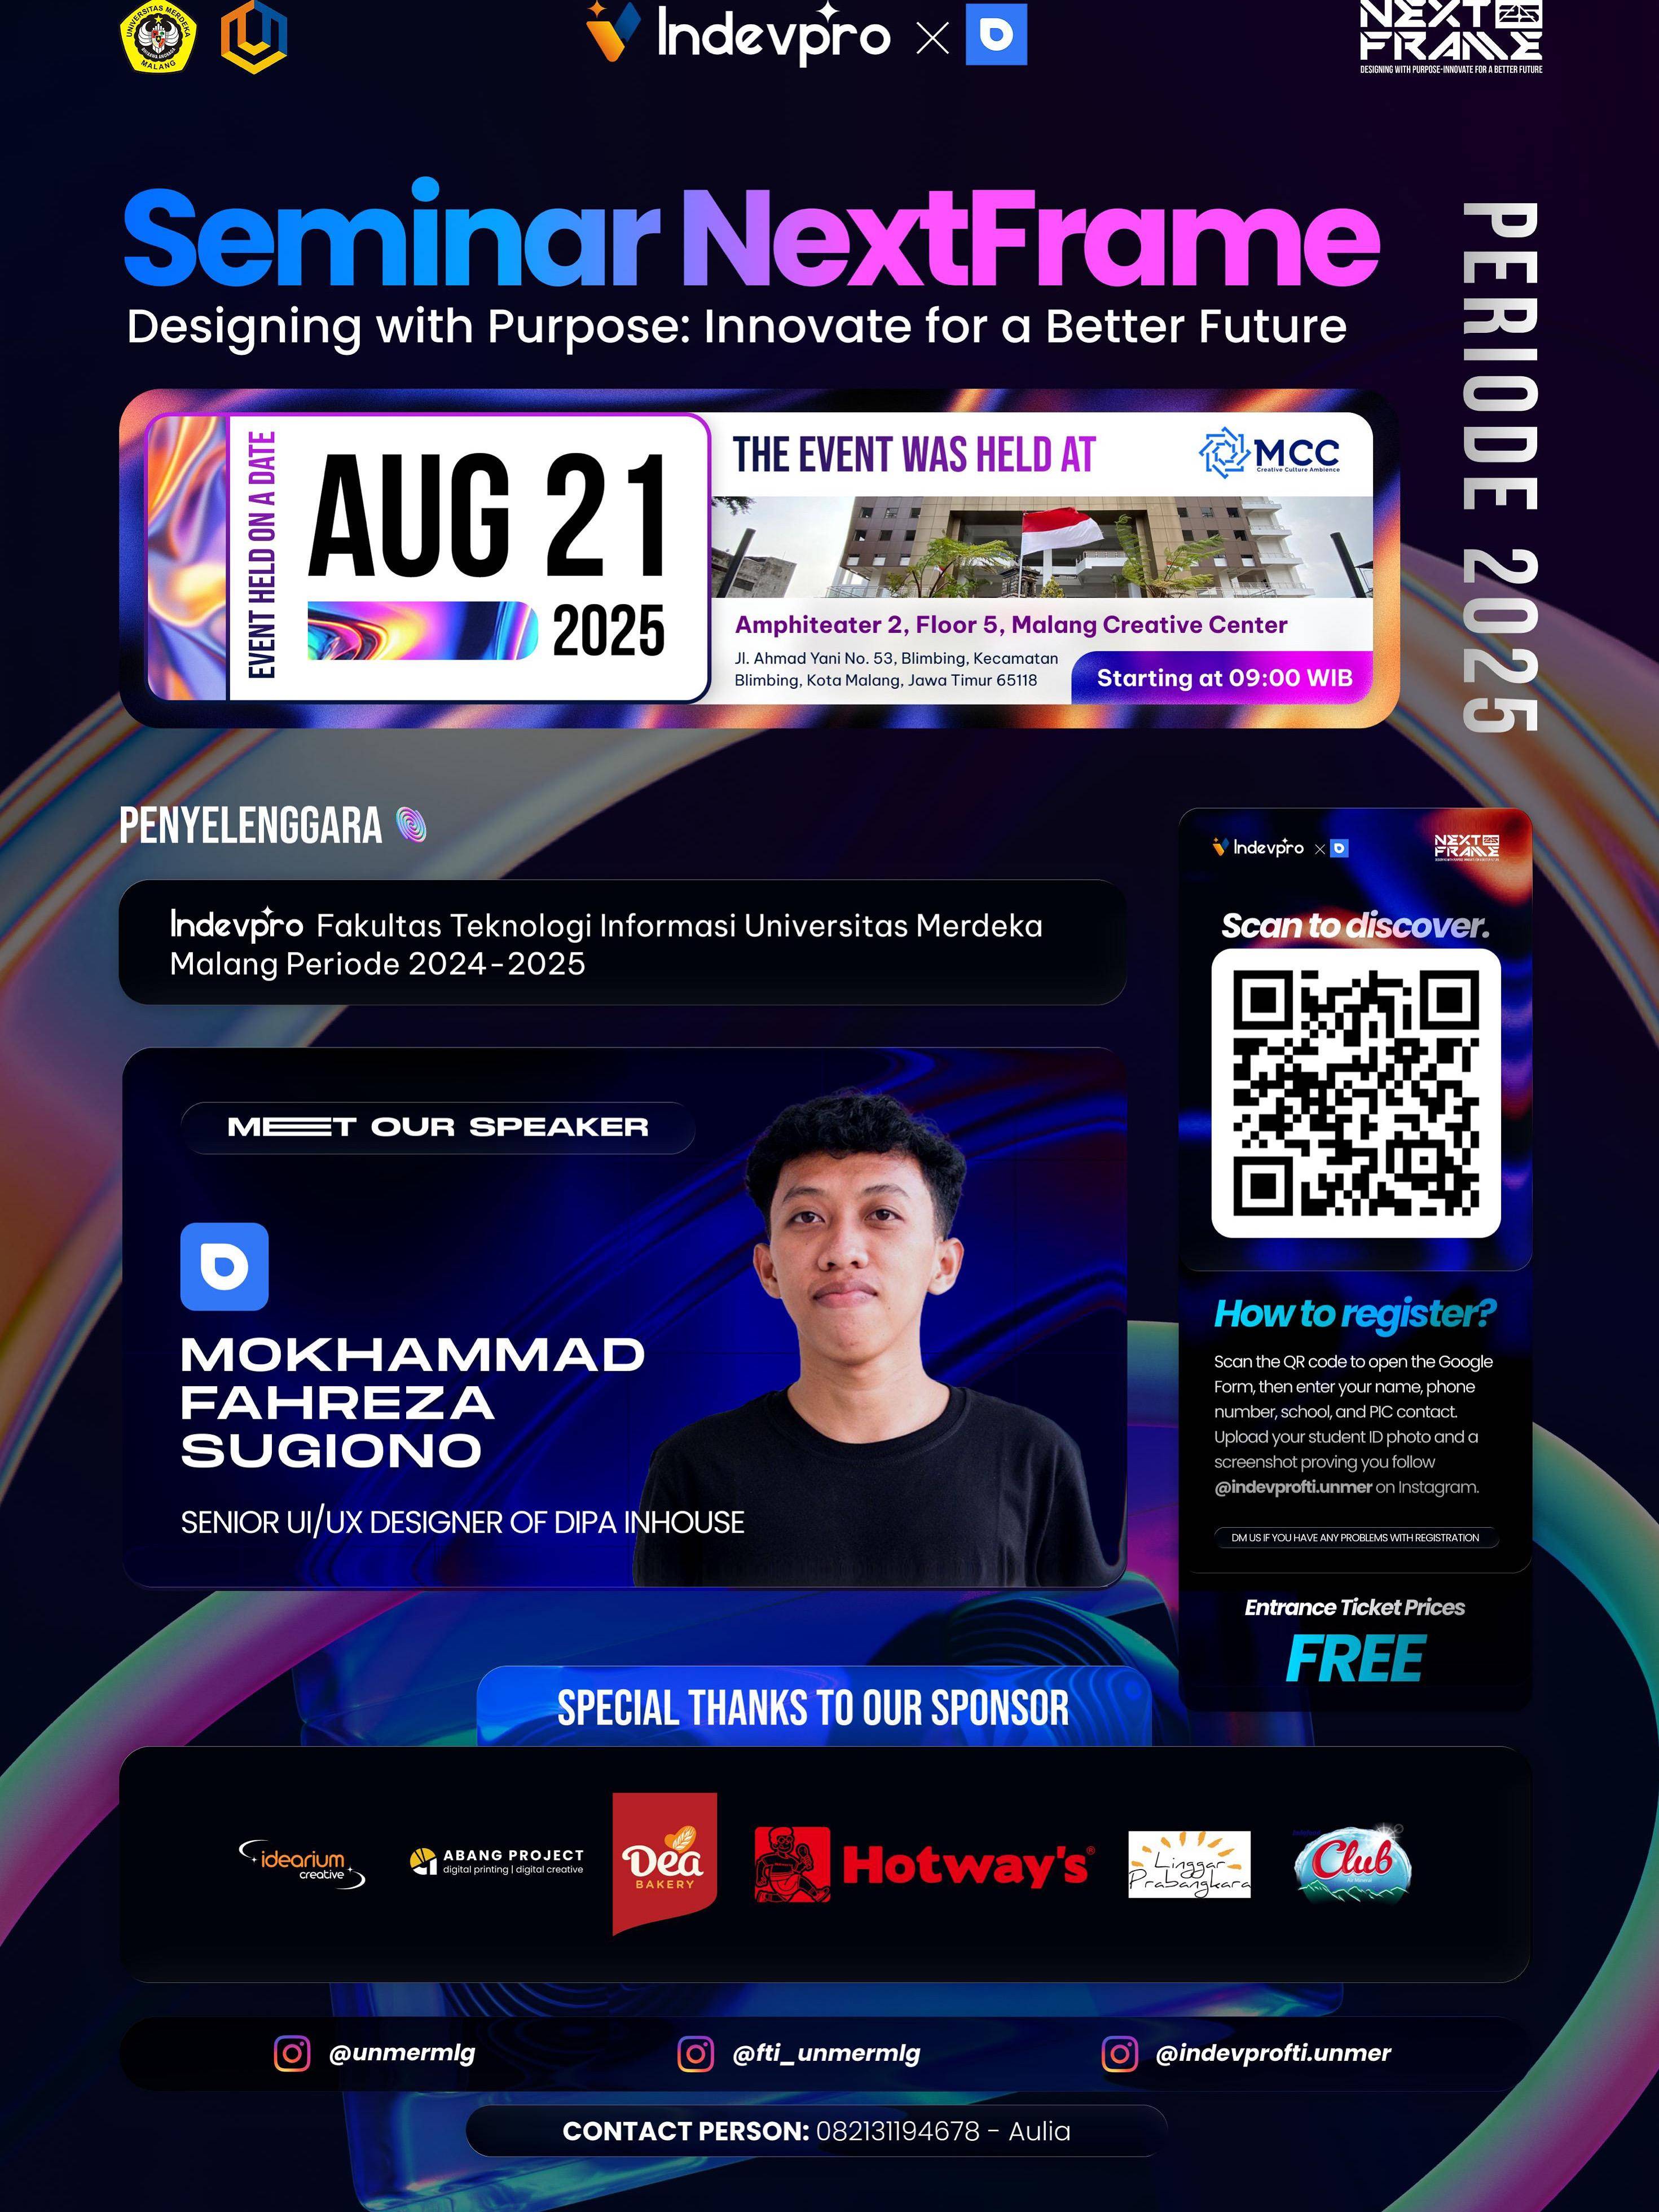 UNIVERSITAS MERDEKA
MALANG
Indevpro
NEXT
FRAME
DESIGNING WITH PURPOSE-INNOVATE FOR A BETTER FUTURE
Seminar NextFrame
Designing with Purpose: Innovate for a Better Future
PERIODE 2025
EVENT HELD ON A DATE
AUG 21
2025
THE EVENT WAS HELD AT
MCC
Creative Culture Ambience
Amphiteater 2, Floor 5, Malang Creative Center
Jl. Ahmad Yani No. 53, Blimbing, Kecamatan
Blimbing, Kota Malang, Jawa Timur 65118
Starting at 09:00 WIB
PENYELENGGARA
Indevpro Fakultas Teknologi Informasi Universitas Merdeka
Malang Periode 2024-2025
MEET OUR SPEAKER
MOKHAMMAD
FAHREZA
SUGIONO
SENIOR UI/UX DESIGNER OF DIPA INHOUSE
Indevpro
NEXT
FRAME
Scan to discover.
How to register?
Scan the QR code to open the Google
Form, then enter your name, phone
number, school, and PIC contact.
Upload your student ID photo and a
screenshot proving you follow
@indevprofti.unmer on Instagram.
DM US IF YOU HAVE ANY PROBLEMS WITH REGISTRATION
Entrance Ticket Prices
FREE
SPECIAL THANKS TO OUR SPONSOR
idearium
creative
ABANG PROJECT
digital printing | digital creative
Dea
BAKERY
Hotway's®
Linggar
Prabangkara
Club
Air Mineral
@unmermlg
@fti_unmermlg
@indevprofti.unmer
CONTACT PERSON: 082131194678 - Aulia